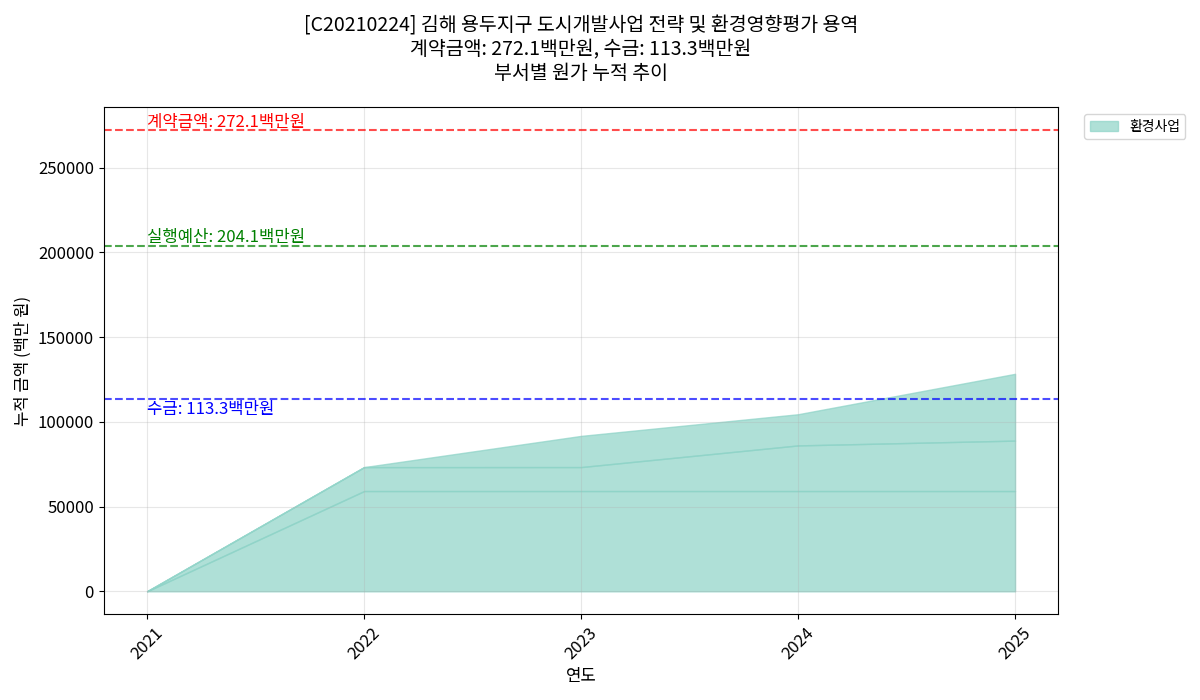 [C20210224] 김해 용두지구 도시개발사업 전략 및 환경영향평가 용역
계약금액: 272.1백만원, 수금: 113.3백만원
부서별 원가 누적 추이
계약금액: 272.1백만원
환경사업
250000
실행예산: 204.1백만원
200000
150000
누적 금액 (백만 원)
수금: 113.3백만원
100000
50000
0
2021
2022
2023
2024
2025
연도